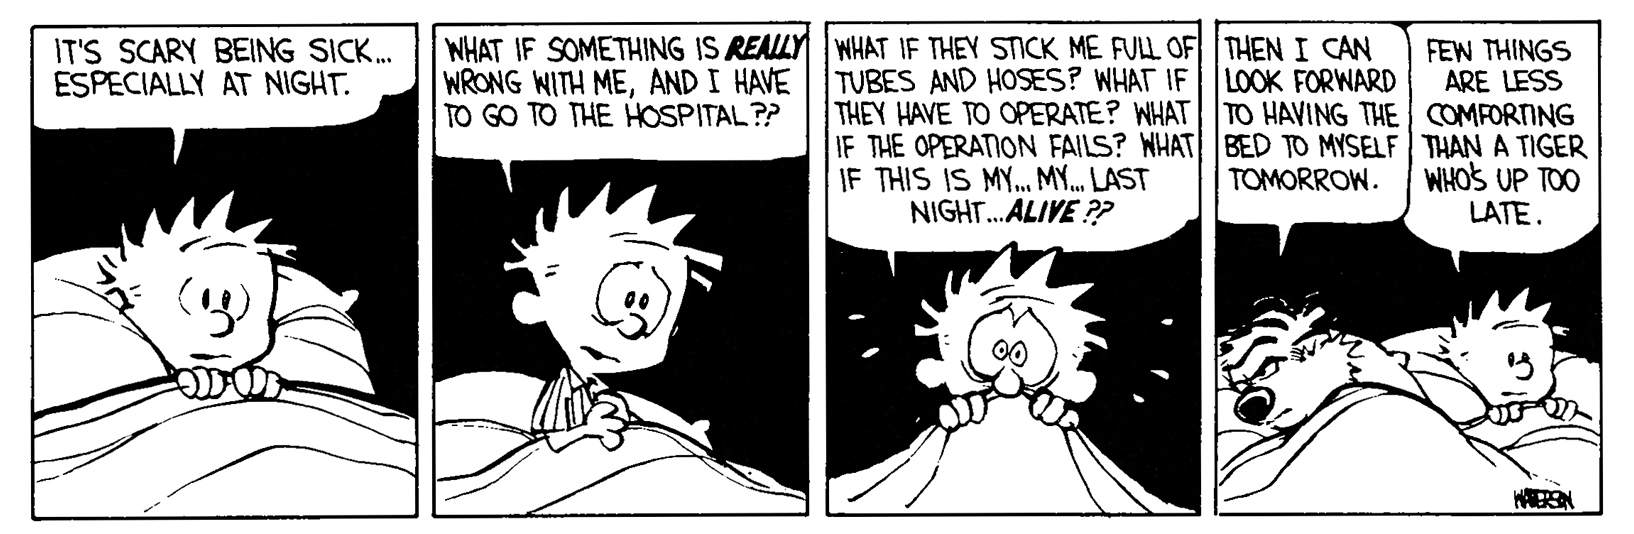 IT'S SCARY BEING SICK...
ESPECIALLY AT NIGHT.
WHAT IF SOMETHING IS REALLY
WRONG WITH ME, AND I HAVE
TO GO TO THE HOSPITAL??
WHAT IF THEY STICK ME FULL OF
TUBES AND HOSES? WHAT IF
THEY HAVE TO OPERATE? WHAT
IF THE OPERATION FAILS? WHAT
IF THIS IS MY... MY... LAST
NIGHT... ALIVE??
THEN I CAN
LOOK FORWARD
TO HAVING THE
BED TO MYSELF
TOMORROW.
FEW THINGS
ARE LESS
COMFORTING
THAN A TIGER
WHO'S UP TOO
LATE.
WATTERSON